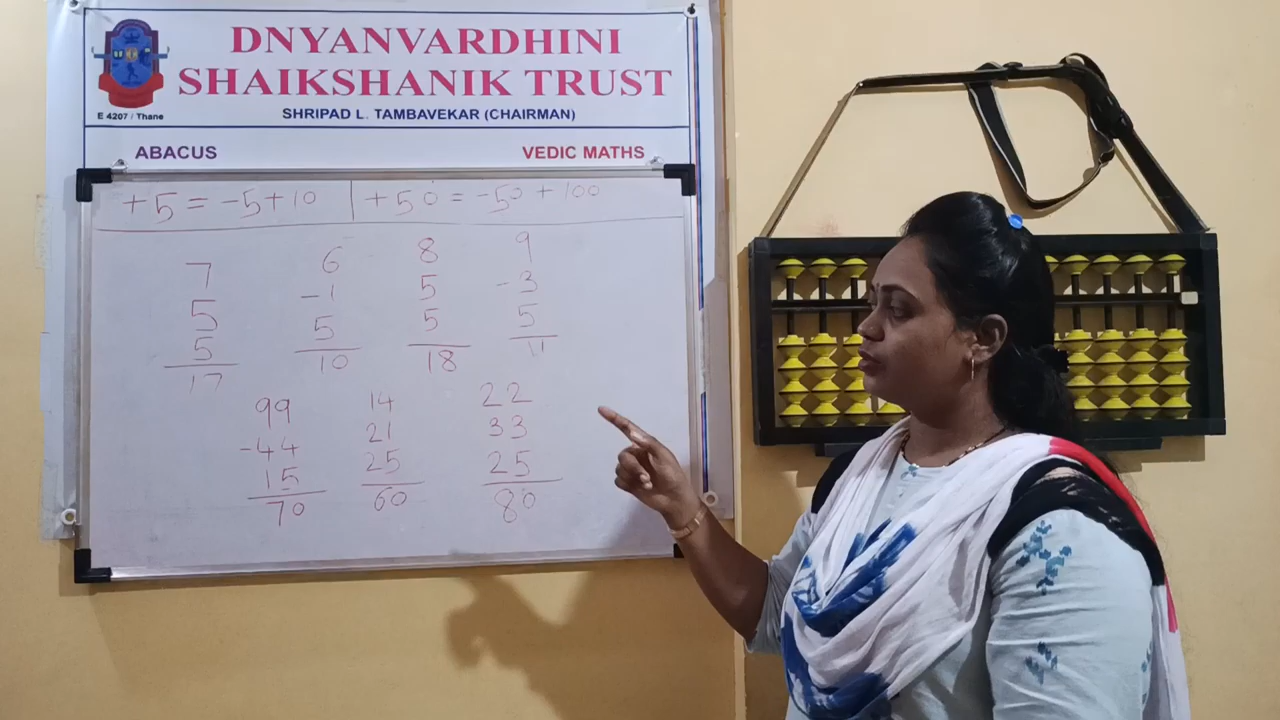 DNYANVARDHINI
SHAIKSHANIK TRUST
E 4207 / Thane
SHRIPAD L. TAMBAVEKAR (CHAIRMAN)
ABACUS
VEDIC MATHS
+5 = -5+10 | +50 = -50 +100
7 6 8 9
5 -1 5 -3
5 5 5 5
17 10 18 11
99 14 22
-44 21 33
15 25 25
70 60 80